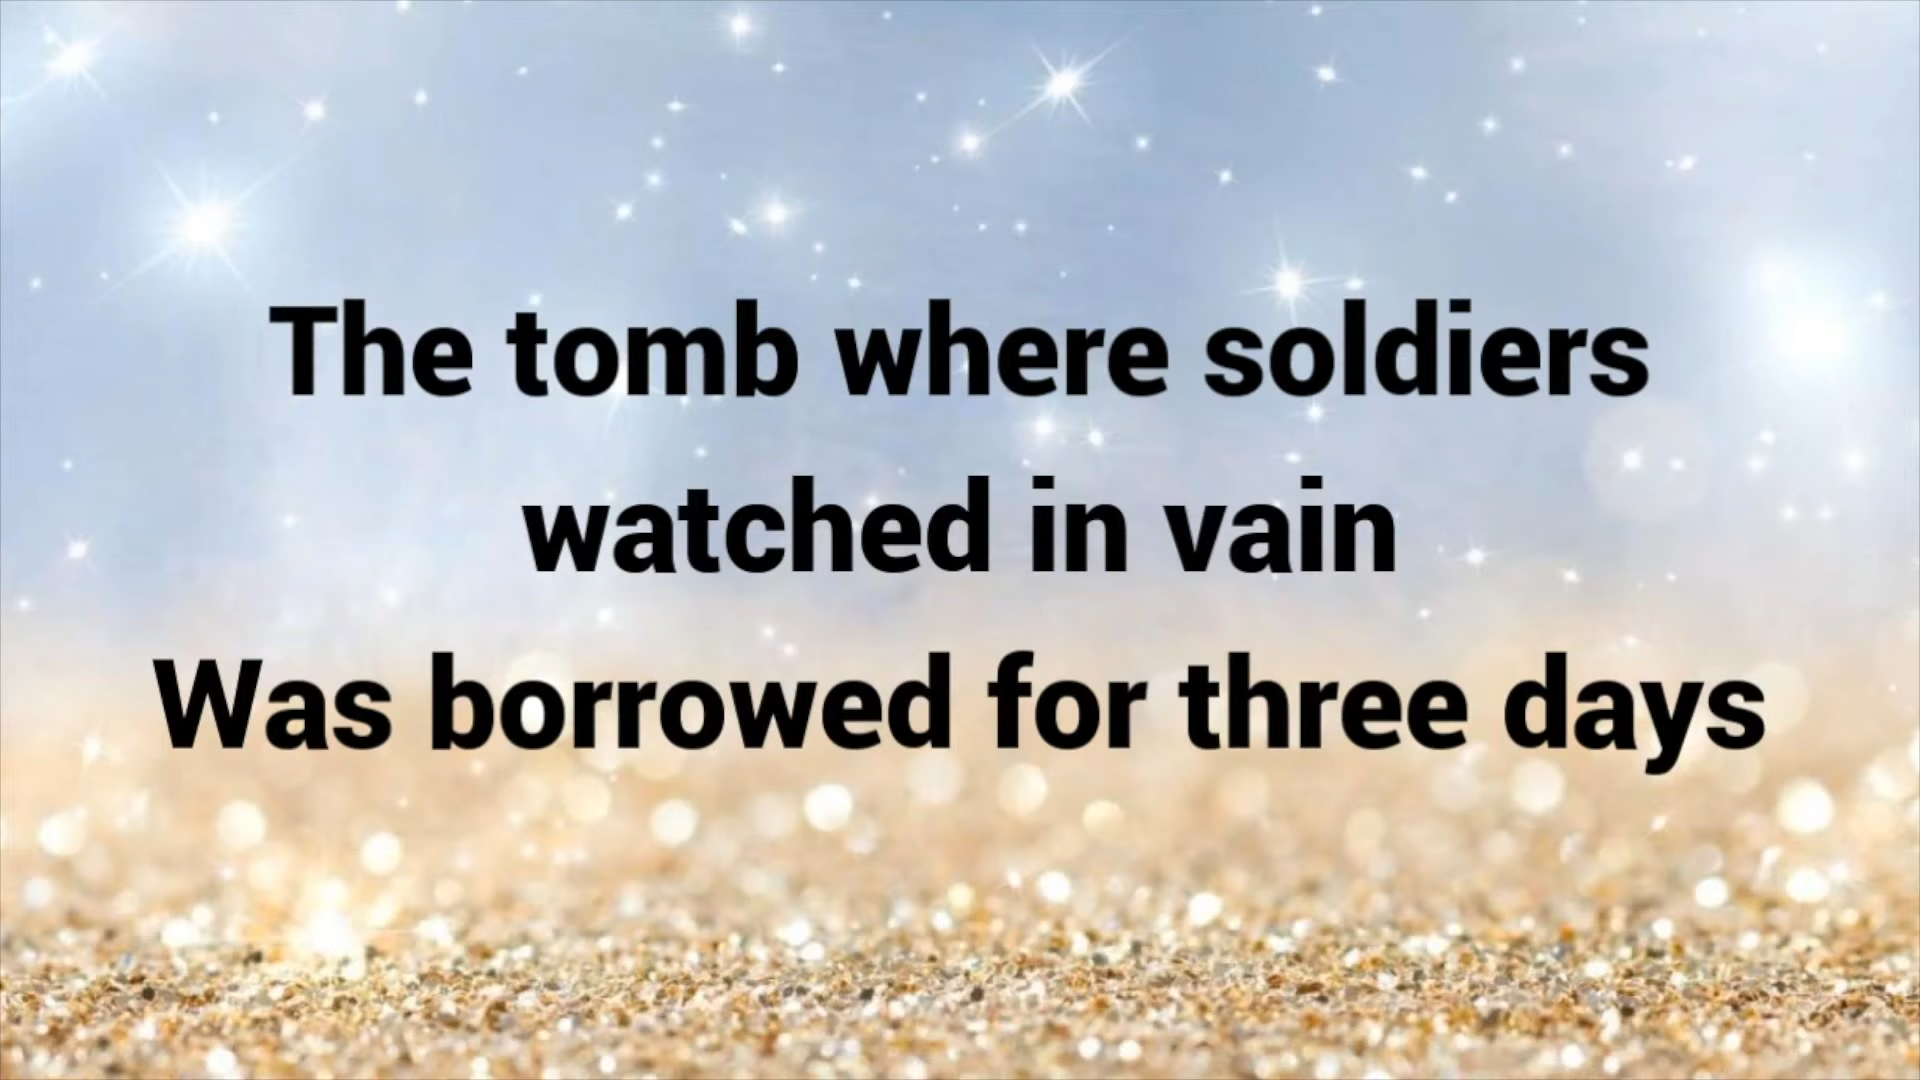 The tomb where soldiers
watched in vain
Was borrowed for three days